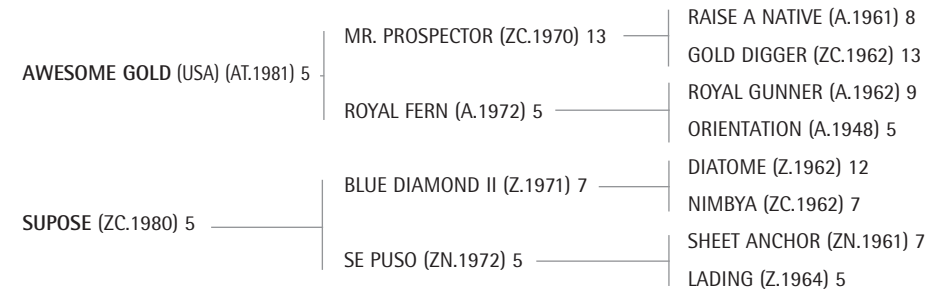 RAISE A NATIVE (A.1961) 8
MR. PROSPECTOR (ZC.1970) 13
GOLD DIGGER (ZC.1962) 13
AWESOME GOLD (USA) (AT.1981) 5
ROYAL GUNNER (A.1962) 9
ROYAL FERN (A.1972) 5
ORIENTATION (A.1948) 5
DIATOME (Z.1962) 12
BLUE DIAMOND II (Z.1971) 7
NIMBYA (ZC.1962) 7
SUPOSE (ZC.1980) 5
SHEET ANCHOR (ZN.1961) 7
SE PUSO (ZN.1972) 5
LADING (Z.1964) 5